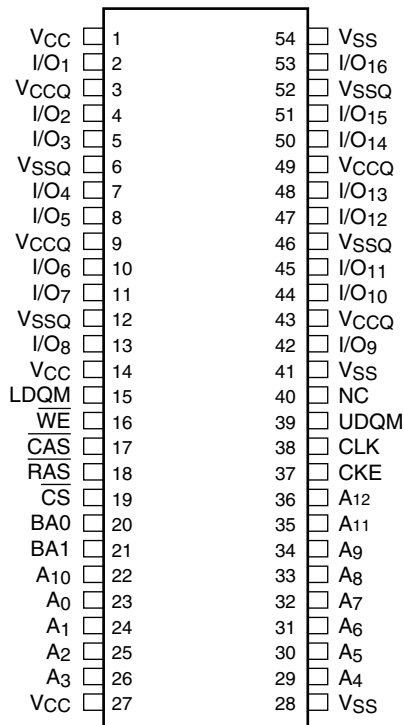 VCC 1 54 VSS
I/O1 2 53 I/O16
VCCQ 3 52 VSSQ
I/O2 4 51 I/O15
I/O3 5 50 I/O14
VSSQ 6 49 VCCQ
I/O4 7 48 I/O13
I/O5 8 47 I/O12
VCCQ 9 46 VSSQ
I/O6 10 45 I/O11
I/O7 11 44 I/O10
VSSQ 12 43 VCCQ
I/O8 13 42 I/O9
VCC 14 41 VSS
LDQM 15 40 NC
W̅E̅ 16 39 UDQM
C̅A̅S̅ 17 38 CLK
R̅A̅S̅ 18 37 CKE
C̅S̅ 19 36 A12
BA0 20 35 A11
BA1 21 34 A9
A10 22 33 A8
A0 23 32 A7
A1 24 31 A6
A2 25 30 A5
A3 26 29 A4
VCC 27 28 VSS